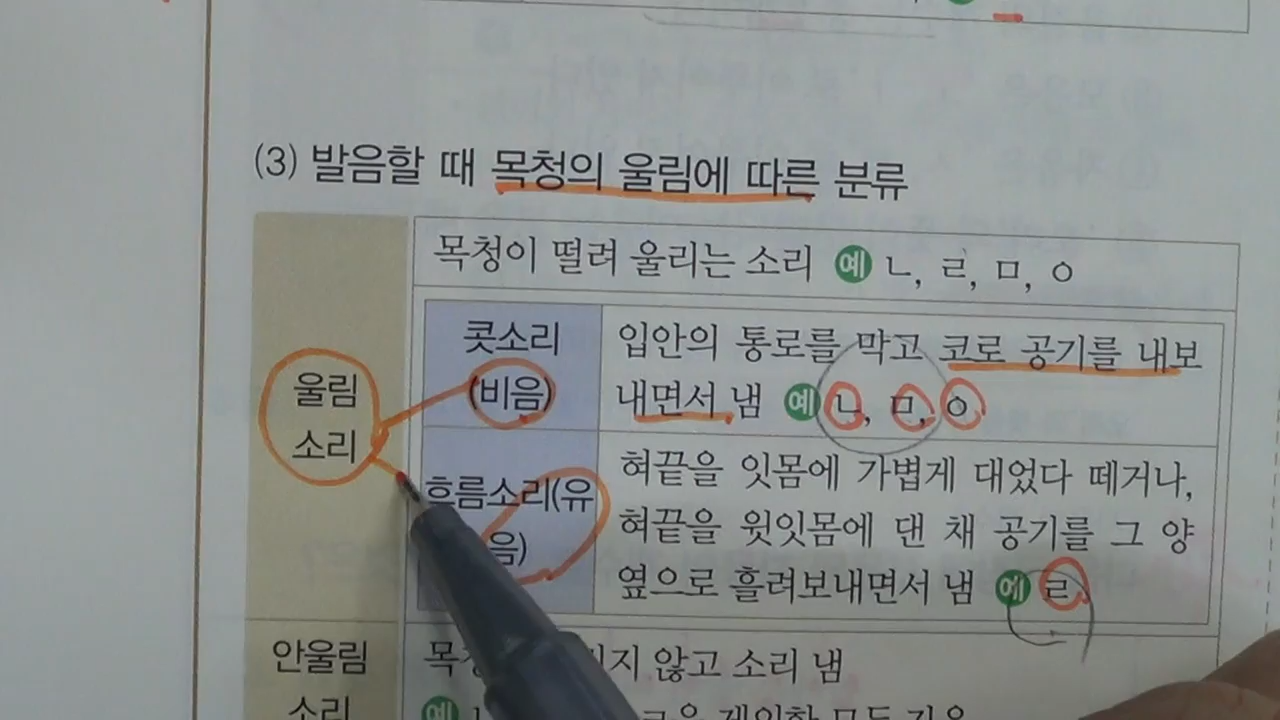 (3) 발음할 때 목청의 울림에 따른 분류
목청이 떨려 울리는 소리 예 ㄴ, ㄹ, ㅁ, ㅇ
울림
소리
콧소리
(비음)
입안의 통로를 막고 코로 공기를 내보
내면서 냄 예 ㄴ, ㅁ, ㅇ
흐름소리(유
음)
혀끝을 잇몸에 가볍게 대었다 떼거나,
혀끝을 윗잇몸에 댄 채 공기를 그 양
옆으로 흘려보내면서 냄 예 ㄹ
안울림
소리
않고 소리 냄
예